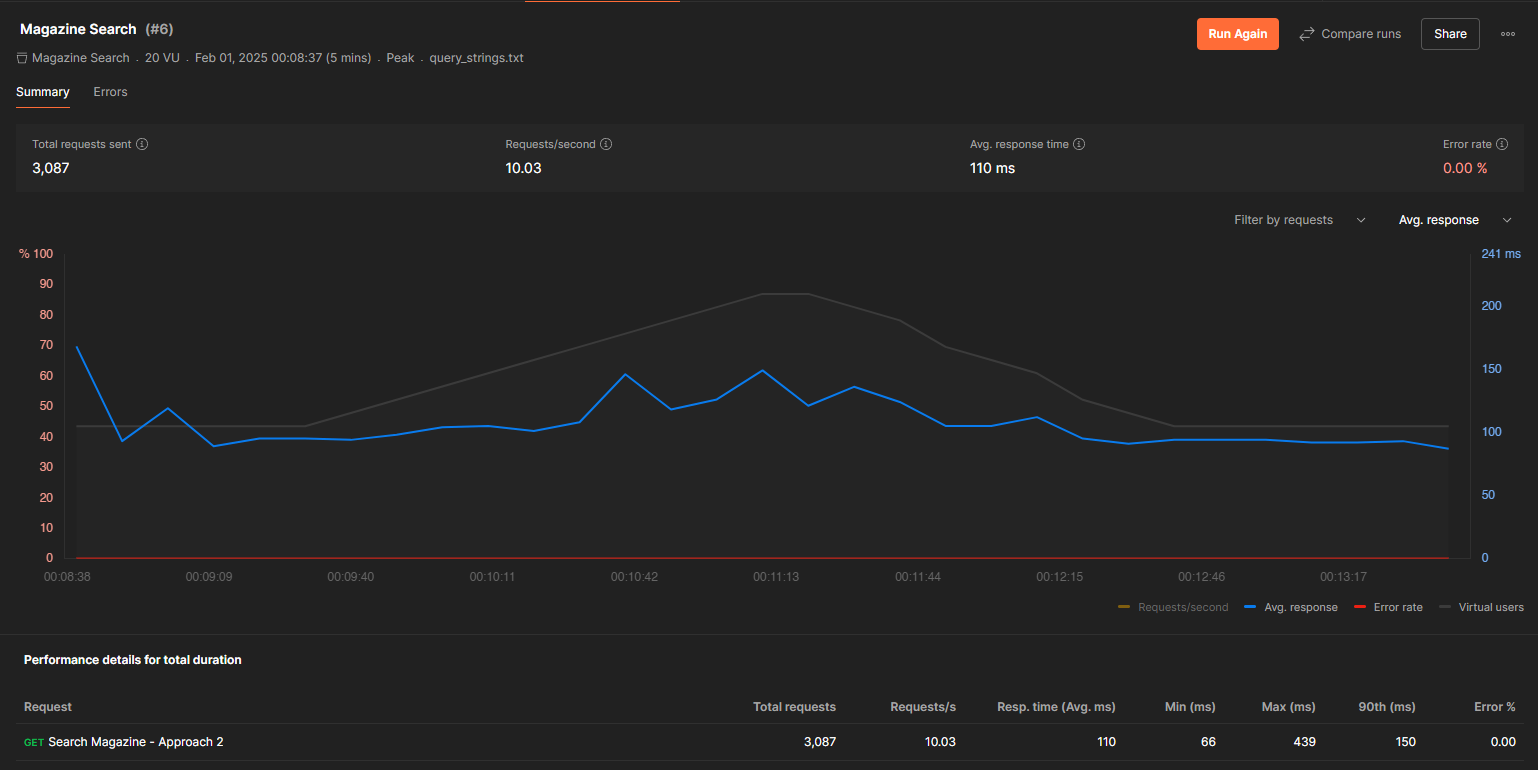 Magazine Search (#6)
Run Again
Compare runs
Share
Magazine Search . 20 VU . Feb 01, 2025 00:08:37 (5 mins) . Peak . query_strings.txt
Summary Errors
Total requests sent Requests/second Avg. response time Error rate
3,087 10.03 110 ms 0.00 %
Filter by requests Avg. response
% 100 241 ms
90
80 200
70
60 150
50
40 100
30
20 50
10
0 0
00:08:38 00:09:09 00:09:40 00:10:11 00:10:42 00:11:13 00:11:44 00:12:15 00:12:46 00:13:17
Requests/second Avg. response Error rate Virtual users
Performance details for total duration
Request Total requests Requests/s Resp. time (Avg. ms) Min (ms) Max (ms) 90th (ms) Error %
GET Search Magazine - Approach 2 3,087 10.03 110 66 439 150 0.00